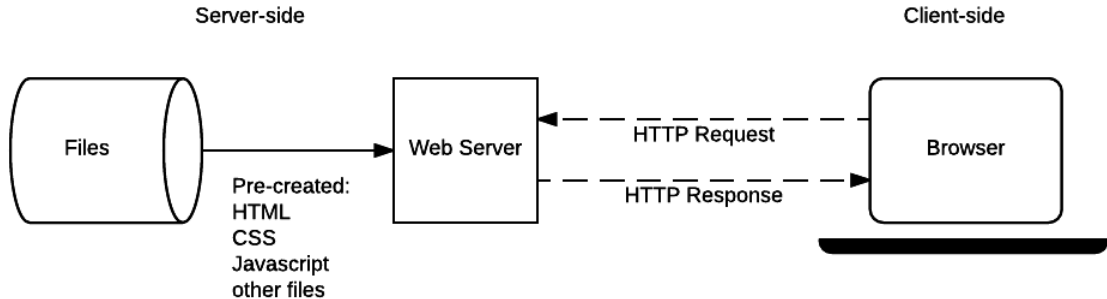 Server-side
Client-side
Files
Web Server
HTTP Request
Browser
Pre-created:
HTML
CSS
Javascript
other files
HTTP Response